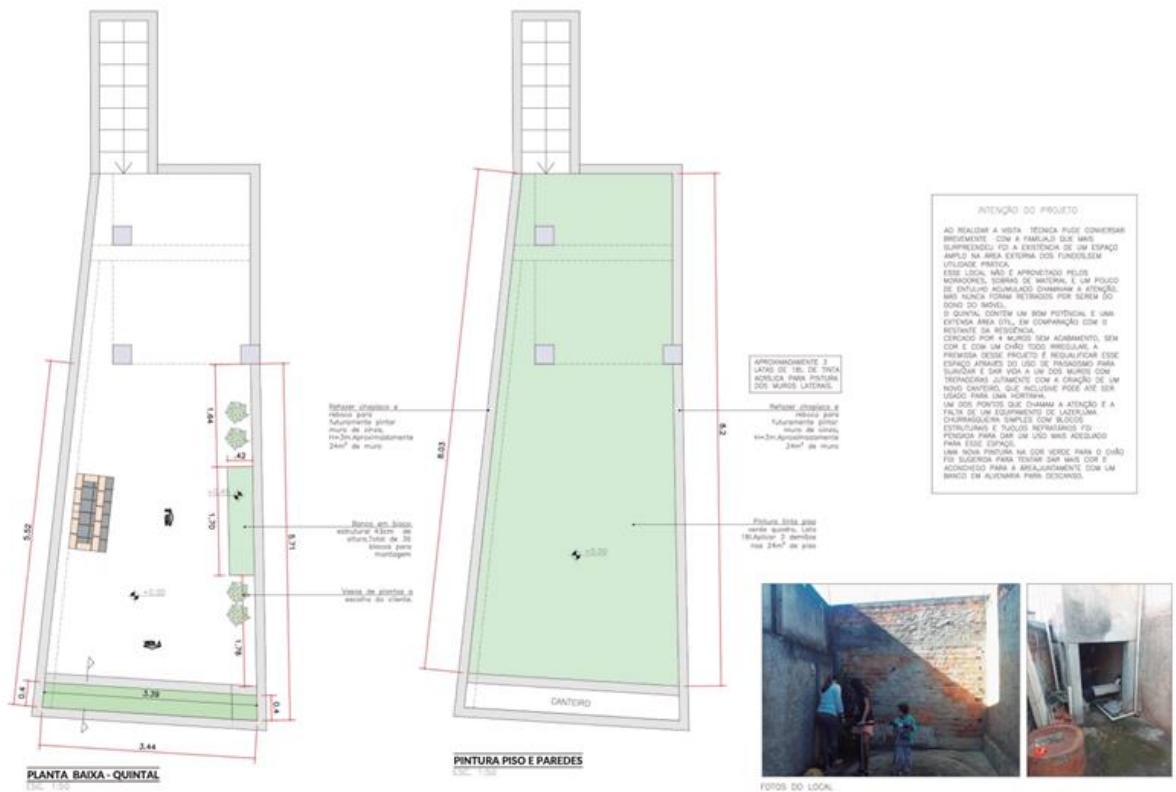 1,64
,42
+0,45
1,70
5,52
5,71
+0,00
1,78
0,4
3,39
0,4
3,44
PLANTA BAIXA - QUINTAL
ESC. 1:50
Refazer chapisco e
reboco para
futuramente pintar
muro de cinza,
H=3m.Aproximadamente
24m² de muro
Banco em bloco
estrutural 43cm de
altura,Total de 36
blocos para
montagem
Vasos de plantas a
escolha do cliente.
8,03
8,2
+0,00
CANTEIRO
PINTURA PISO E PAREDES
ESC. 1:50
APROXIMADAMENTE 3
LATAS DE 18L DE TINTA
ACRÍLICA PARA PINTURA
DOS MUROS LATERAIS.
Refazer chapisco e
reboco para
futuramente pintar
muro de cinza,
H=3m.Aproximadamente
24m² de muro
Pintura tinta piso
verde quadra, Lata
18l.Aplicar 2 demãos
nos 24m² de piso
INTENÇÃO DO PROJETO
AO REALIZAR A VISITA TÉCNICA PUDE CONVERSAR
BREVEMENTE COM A FAMILIA,O QUE MAIS
SURPREENDEU FOI A EXISTÊNCIA DE UM ESPAÇO
AMPLO NA ÁREA EXTERNA DOS FUNDOS,SEM
UTILIDADE PRÁTICA.
ESSE LOCAL NÃO É APROVEITADO PELOS
MORADORES, SOBRAS DE MATERIAL E UM POUCO
DE ENTULHO ACUMULADO CHAMAVAM A ATENÇÃO,
MAS NUNCA FORAM RETIRADOS POR SEREM DO
DONO DO IMÓVEL.
O QUINTAL CONTÉM UM BOM POTÊNCIAL E UMA
EXTENSA ÁREA ÚTIL, EM COMPARAÇÃO COM O
RESTANTE DA RESIDÊNCIA.
CERCADO POR 4 MUROS SEM ACABAMENTO, SEM
COR E COM UM CHÃO TODO IRREGULAR, A
PREMISSA DESSE PROJETO É REQUALIFICAR ESSE
ESPAÇO ATRAVÉS DO USO DE PAISAGISMO PARA
SUAVIZAR E DAR VIDA A UM DOS MUROS COM
TREPADEIRAS JUTAMENTE COM A CRIAÇÃO DE UM
NOVO CANTEIRO, QUE INCLUSIVE PODE ATÉ SER
USADO PARA UMA HORTINHA.
UM DOS PONTOS QUE CHAMAM A ATENÇÃO É A
FALTA DE UM EQUIPAMENTO DE LAZER,UMA
CHURRASQUEIRA SIMPLES COM BLOCOS
ESTRUTURAIS E TIJOLOS REFRATÁRIOS FOI
PENSADA PARA DAR UM USO MAIS ADEQUADO
PARA ESSE ESPAÇO.
UMA NOVA PINTURA NA COR VERDE PARA O CHÃO
FOI SUGERIDA PARA TENTAR DAR MAIS COR E
ACONCHEGO PARA A ÁREA,JUNTAMENTE COM UM
BANCO EM ALVENARIA PARA DESCANSO.
FOTOS DO LOCAL